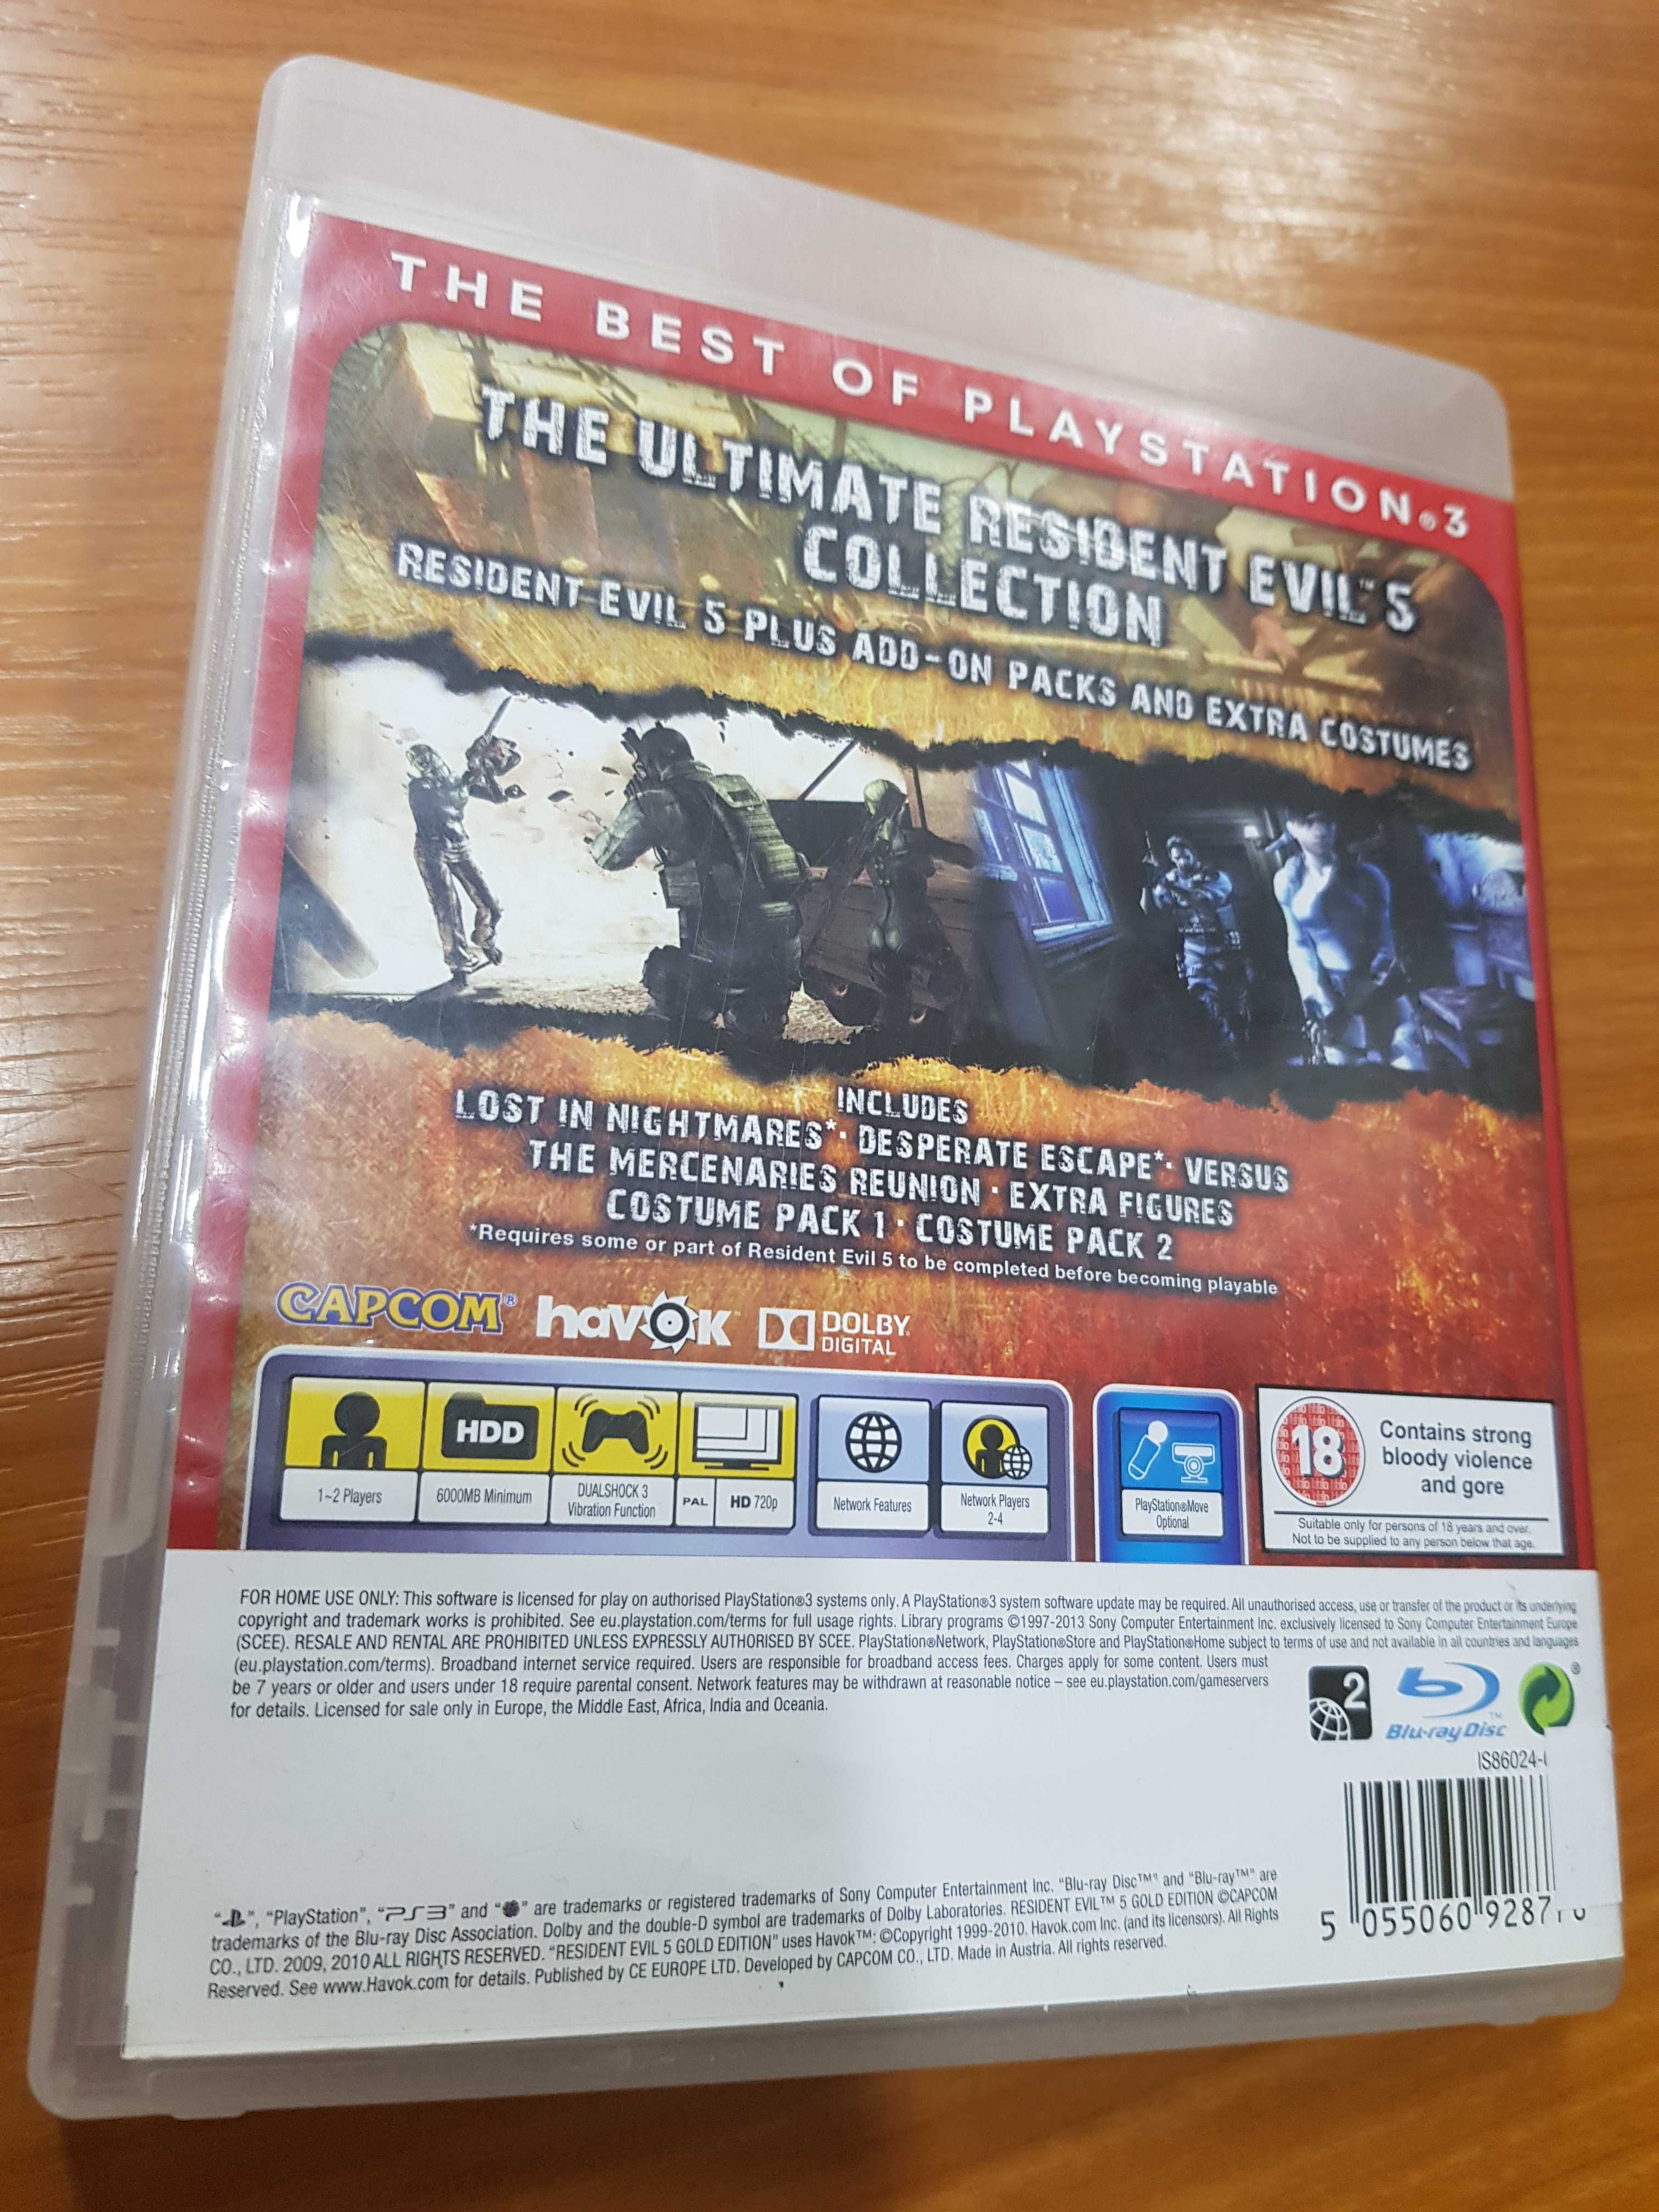 THE BEST OF PLAYSTATION®3
THE ULTIMATE RESIDENT EVIL™ 5
COLLECTION
RESIDENT EVIL 5 PLUS ADD-ON PACKS AND EXTRA COSTUMES
INCLUDES
LOST IN NIGHTMARES* · DESPERATE ESCAPE* · VERSUS
THE MERCENARIES REUNION · EXTRA FIGURES
COSTUME PACK 1 · COSTUME PACK 2
*Requires some or part of Resident Evil 5 to be completed before becoming playable
CAPCOM® havok™ DOLBY DIGITAL
HDD
1~2 Players
6000MB Minimum
DUALSHOCK 3
Vibration Function
PAL
HD 720p
Network Features
Network Players
2-4
PlayStation®Move
Optional
18
Contains strong
bloody violence
and gore
Suitable only for persons of 18 years and over.
Not to be supplied to any person below that age.
FOR HOME USE ONLY: This software is licensed for play on authorised PlayStation®3 systems only. A PlayStation®3 system software update may be required. All unauthorised access, use or transfer of the product or its underlying
copyright and trademark works is prohibited. See eu.playstation.com/terms for full usage rights. Library programs ©1997-2013 Sony Computer Entertainment Inc. exclusively licensed to Sony Computer Entertainment Europe
(SCEE). RESALE AND RENTAL ARE PROHIBITED UNLESS EXPRESSLY AUTHORISED BY SCEE. PlayStation®Network, PlayStation®Store and PlayStation®Home subject to terms of use and not available in all countries and languages
(eu.playstation.com/terms). Broadband internet service required. Users are responsible for broadband access fees. Charges apply for some content. Users must
be 7 years or older and users under 18 require parental consent. Network features may be withdrawn at reasonable notice – see eu.playstation.com/gameservers
for details. Licensed for sale only in Europe, the Middle East, Africa, India and Oceania.
2
Blu-ray Disc™
®
IS86024-
5 055060 9287
“ ”, “PlayStation”, “PS3” and “ ” are trademarks or registered trademarks of Sony Computer Entertainment Inc. “Blu-ray Disc™” and “Blu-ray™” are
trademarks of the Blu-ray Disc Association. Dolby and the double-D symbol are trademarks of Dolby Laboratories. RESIDENT EVIL™ 5 GOLD EDITION ©CAPCOM
CO., LTD. 2009, 2010 ALL RIGHTS RESERVED. “RESIDENT EVIL 5 GOLD EDITION” uses Havok™: ©Copyright 1999-2010. Havok.com Inc. (and its licensors). All Rights
Reserved. See www.Havok.com for details. Published by CE EUROPE LTD. Developed by CAPCOM CO., LTD. Made in Austria. All rights reserved.